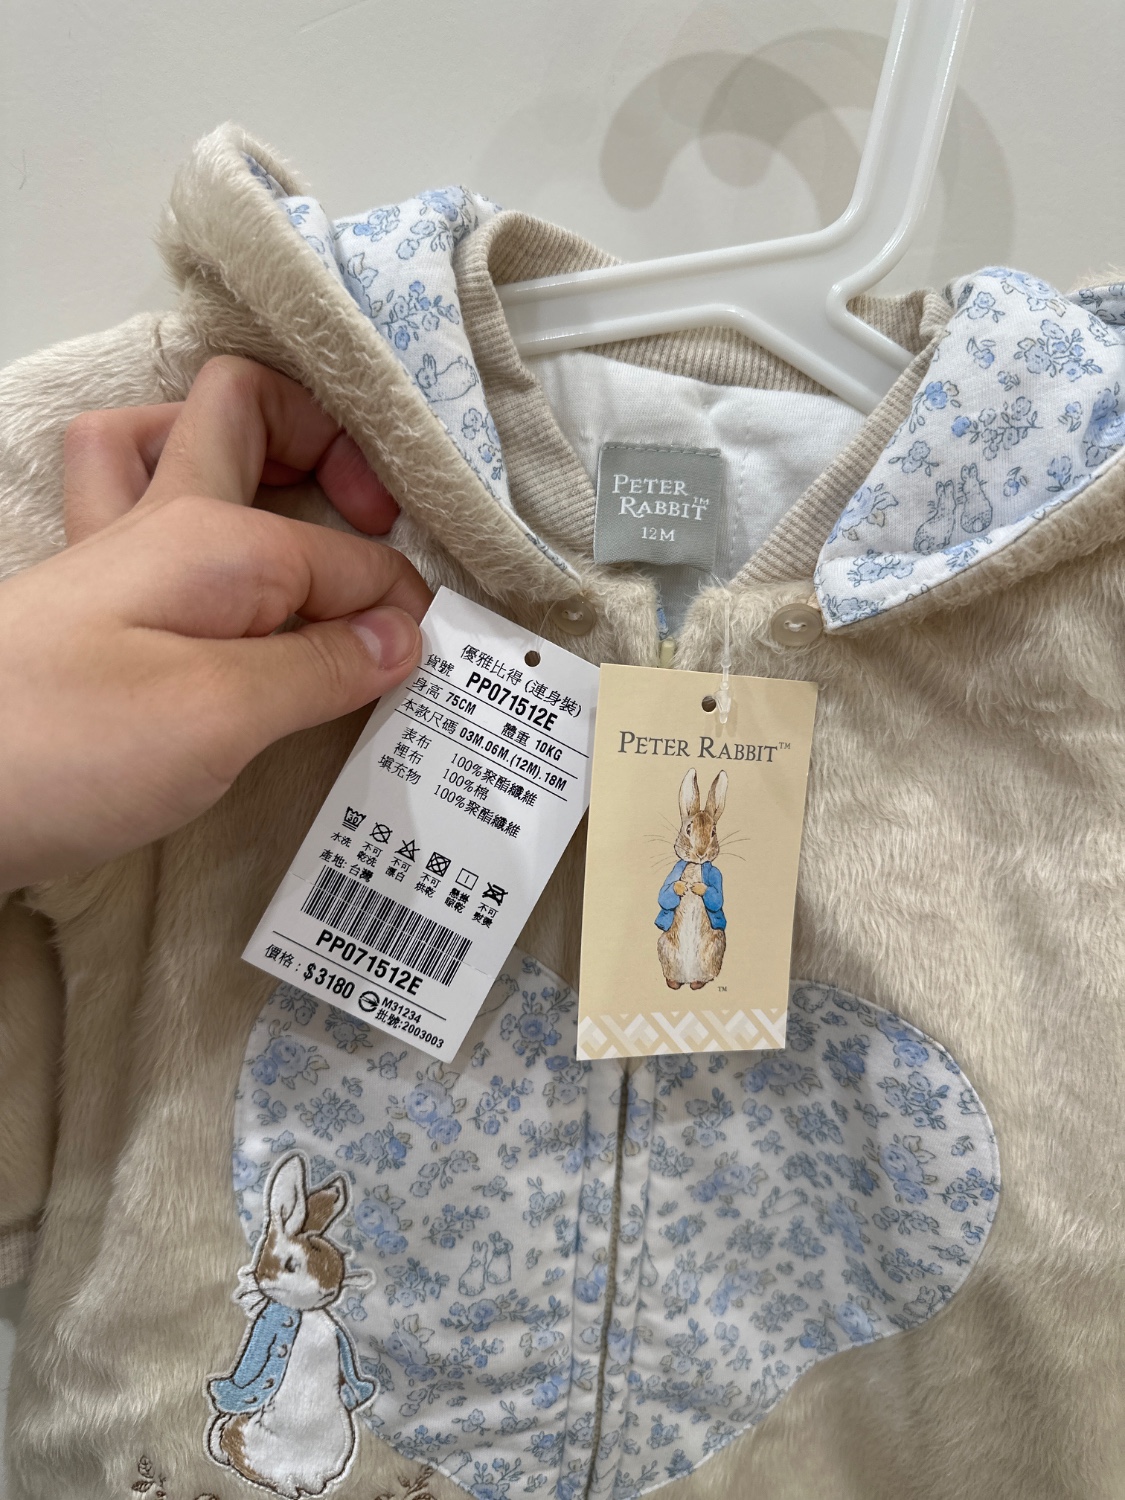 PETER
RABBIT™
12M
優雅比得 (連身裝)
貨號 PP071512E
身高 75CM 體重 10KG
本款尺碼 03M.06M.(12M).18M
表布 100%聚酯纖維
裡布 100%棉
填充物 100%聚酯纖維
水洗 不可乾洗 不可漂白 不可烘乾 懸掛晾乾 不可熨燙
產地: 台灣
PP071512E
價格: $3180 M31234
批號:2003003
PETER RABBIT™
™